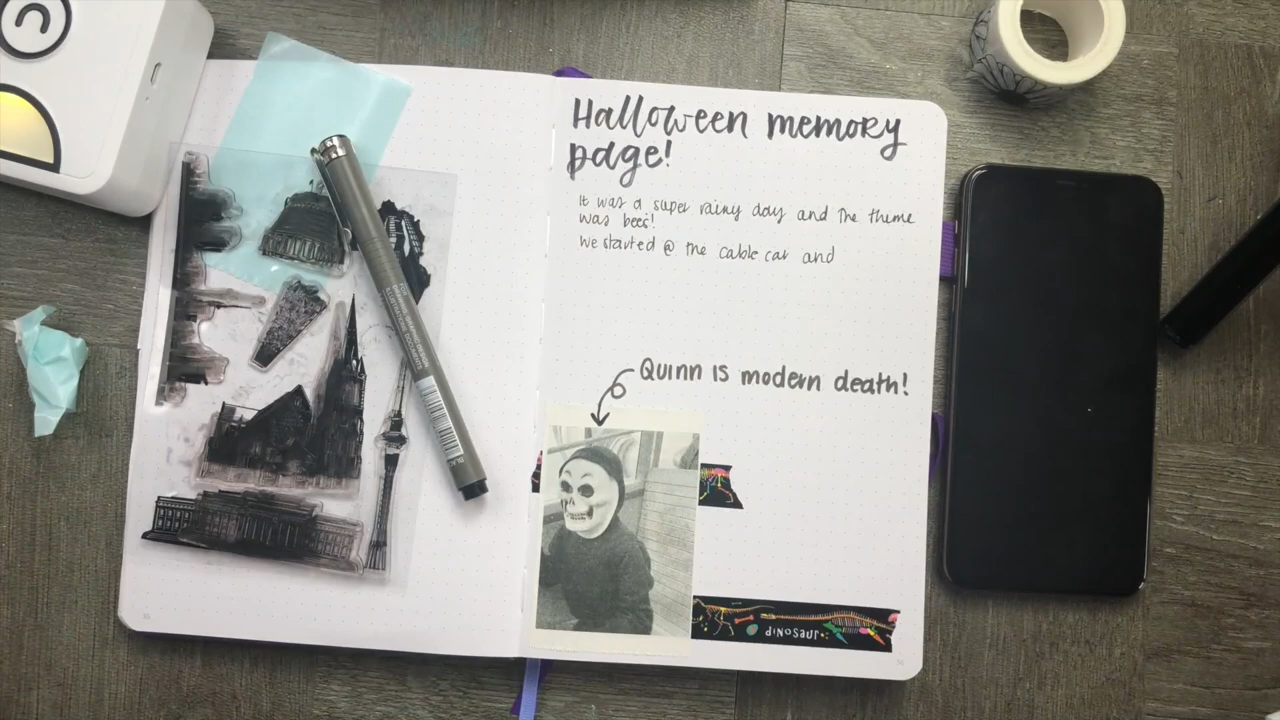 Halloween memory
page!
It was a super rainy day and the theme
was bees!
We started @ the cable car and
Quinn is modern death!
DINOSAUR